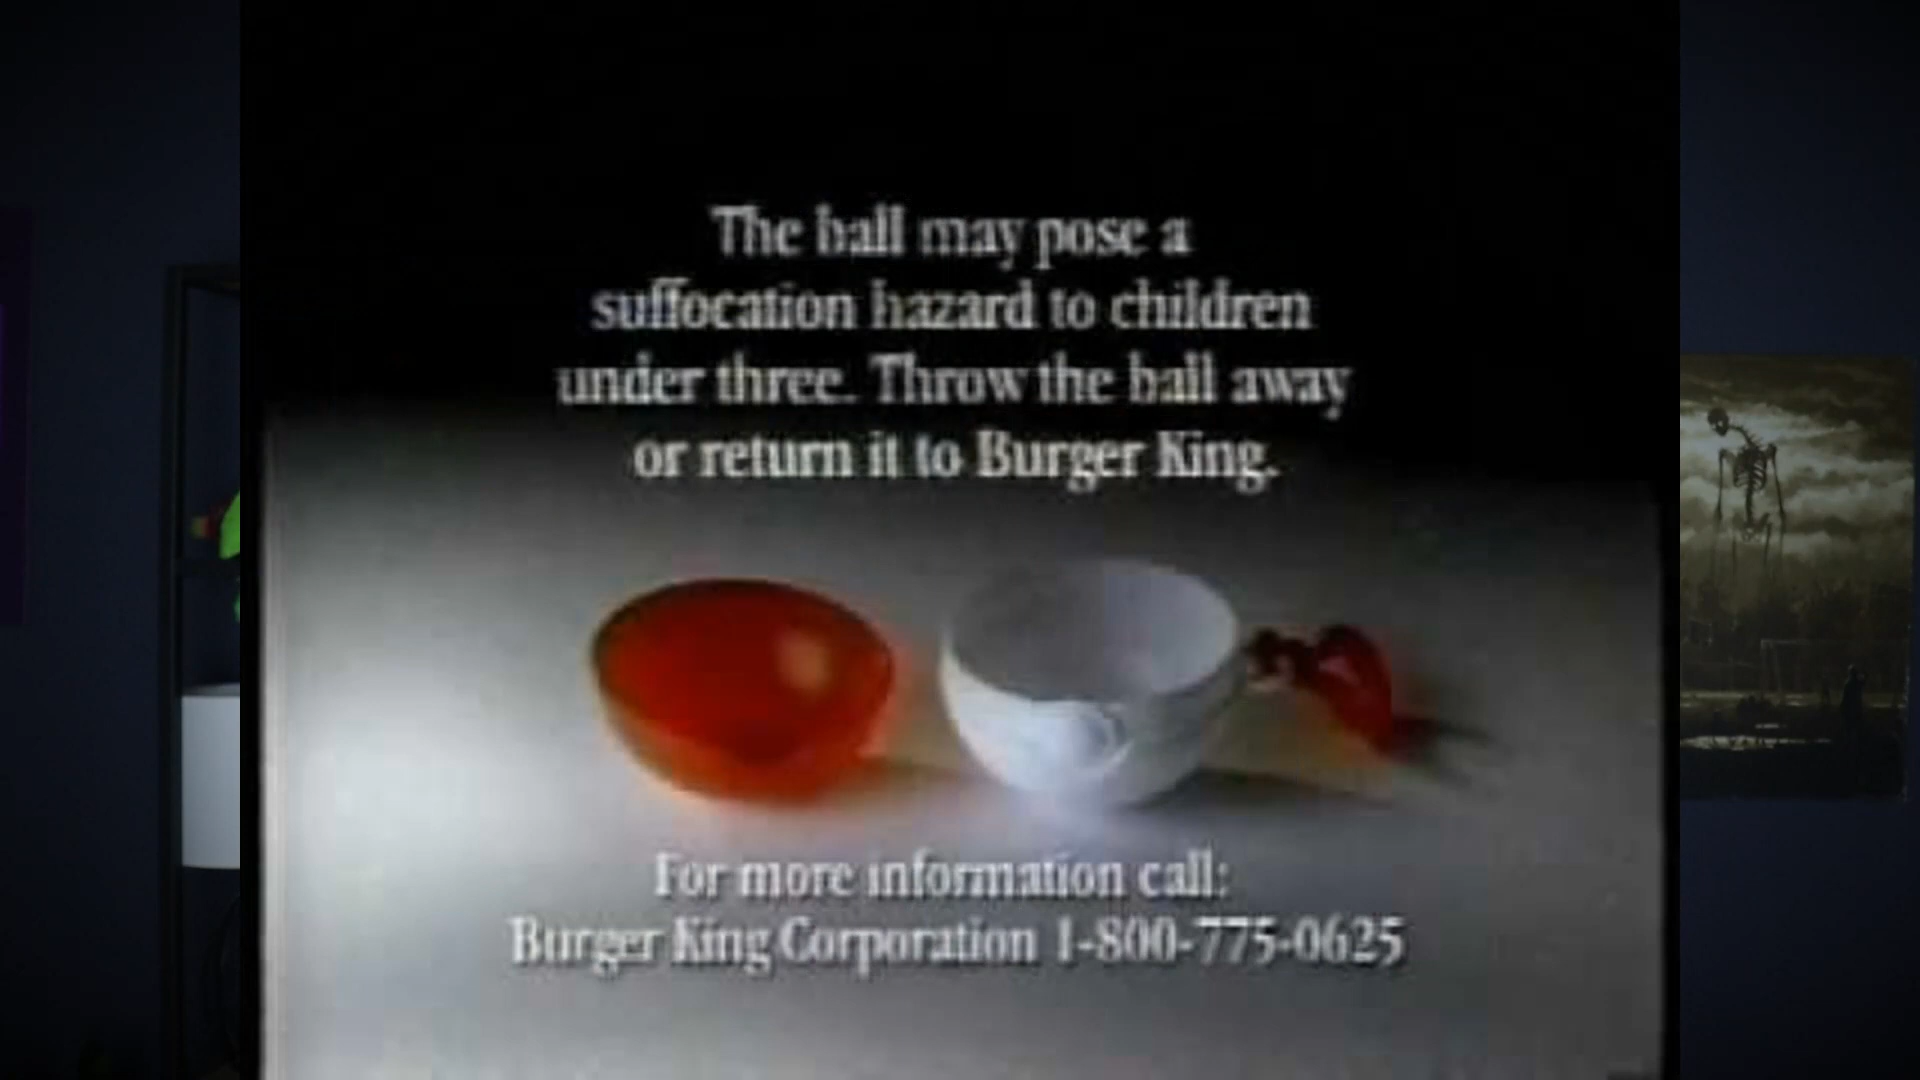 The ball may pose a
suffocation hazard to children
under three. Throw the ball away
or return it to Burger King.
For more information call:
Burger King Corporation 1-800-775-0625